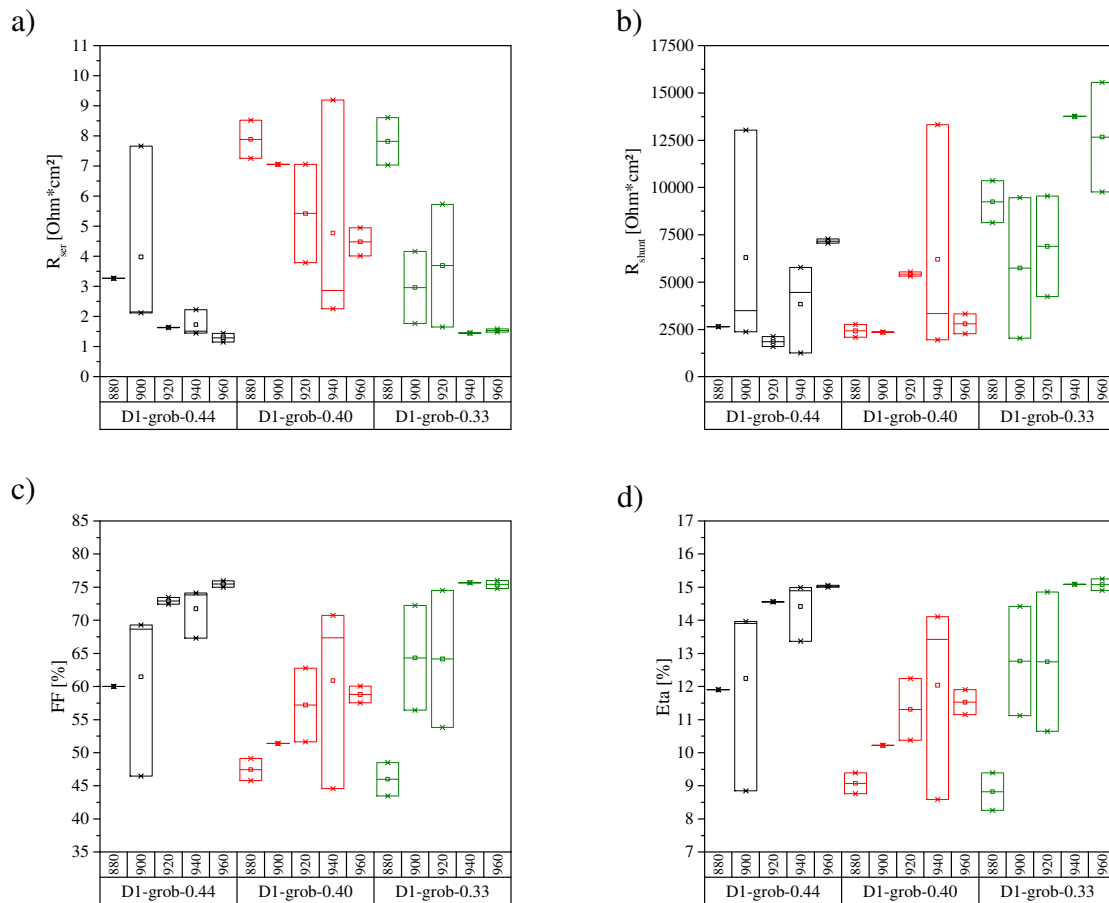 a)
11
10
9
8
7
6
5
4
3
2
1
0
R_ser [Ohm*cm²]
880 900 920 940 960 880 900 920 940 960 880 900 920 940 960
D1-grob-0.44 D1-grob-0.40 D1-grob-0.33
b)
17500
15000
12500
10000
7500
5000
2500
0
R_shunt [Ohm*cm²]
880 900 920 940 960 880 900 920 940 960 880 900 920 940 960
D1-grob-0.44 D1-grob-0.40 D1-grob-0.33
c)
85
80
75
70
65
60
55
50
45
40
35
FF [%]
880 900 920 940 960 880 900 920 940 960 880 900 920 940 960
D1-grob-0.44 D1-grob-0.40 D1-grob-0.33
d)
17
16
15
14
13
12
11
10
9
8
7
Eta [%]
880 900 920 940 960 880 900 920 940 960 880 900 920 940 960
D1-grob-0.44 D1-grob-0.40 D1-grob-0.33